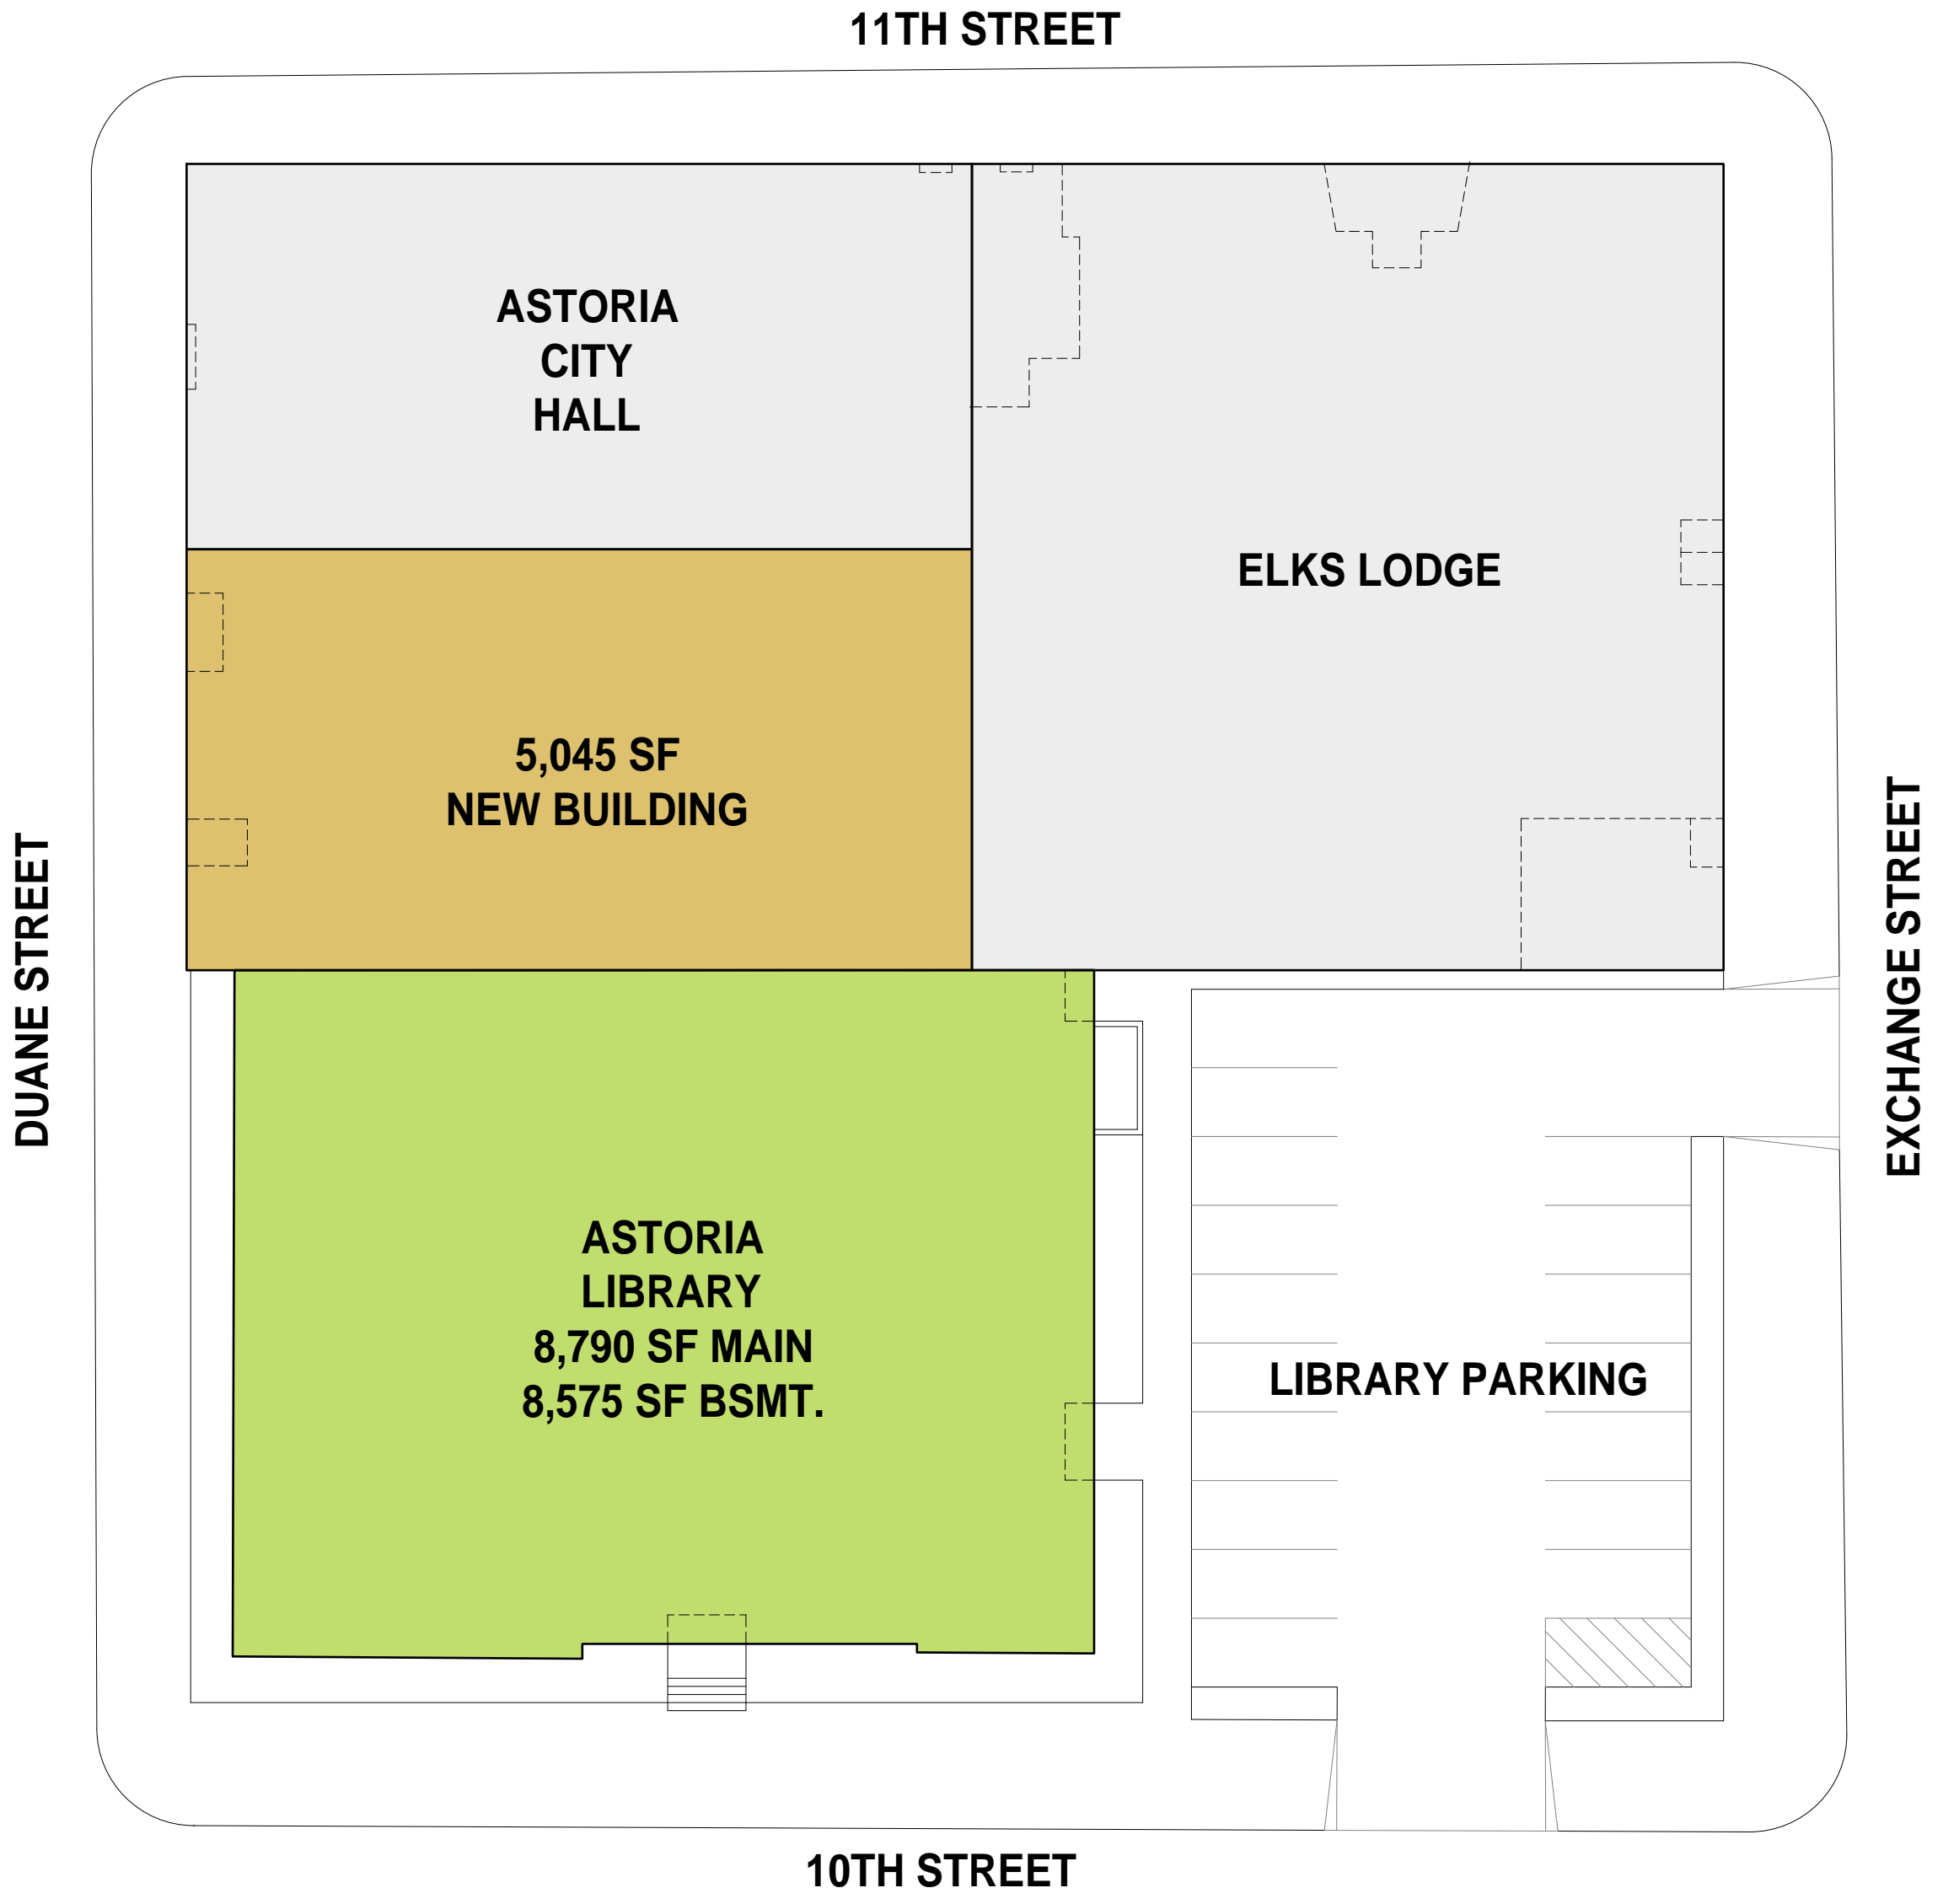 11TH STREET
ASTORIA
CITY
HALL
ELKS LODGE
5,045 SF
NEW BUILDING
DUANE STREET
EXCHANGE STREET
ASTORIA
LIBRARY
8,790 SF MAIN
8,575 SF BSMT.
LIBRARY PARKING
10TH STREET